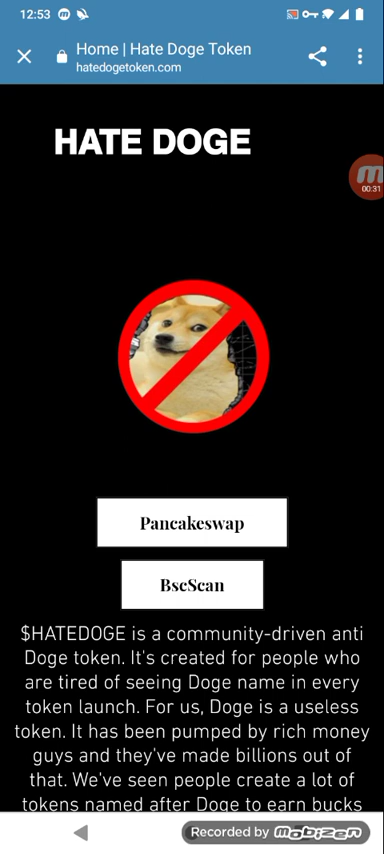 12:53
Home | Hate Doge Token
hatedogetoken.com
HATE DOGE
00:31
Pancakeswap
BscScan
$HATEDOGE is a community-driven anti
Doge token. It's created for people who
are tired of seeing Doge name in every
token launch. For us, Doge is a useless
token. It has been pumped by rich money
guys and they've made billions out of
that. We've seen people create a lot of
tokens named after Doge to earn bucks
Recorded by mobizen